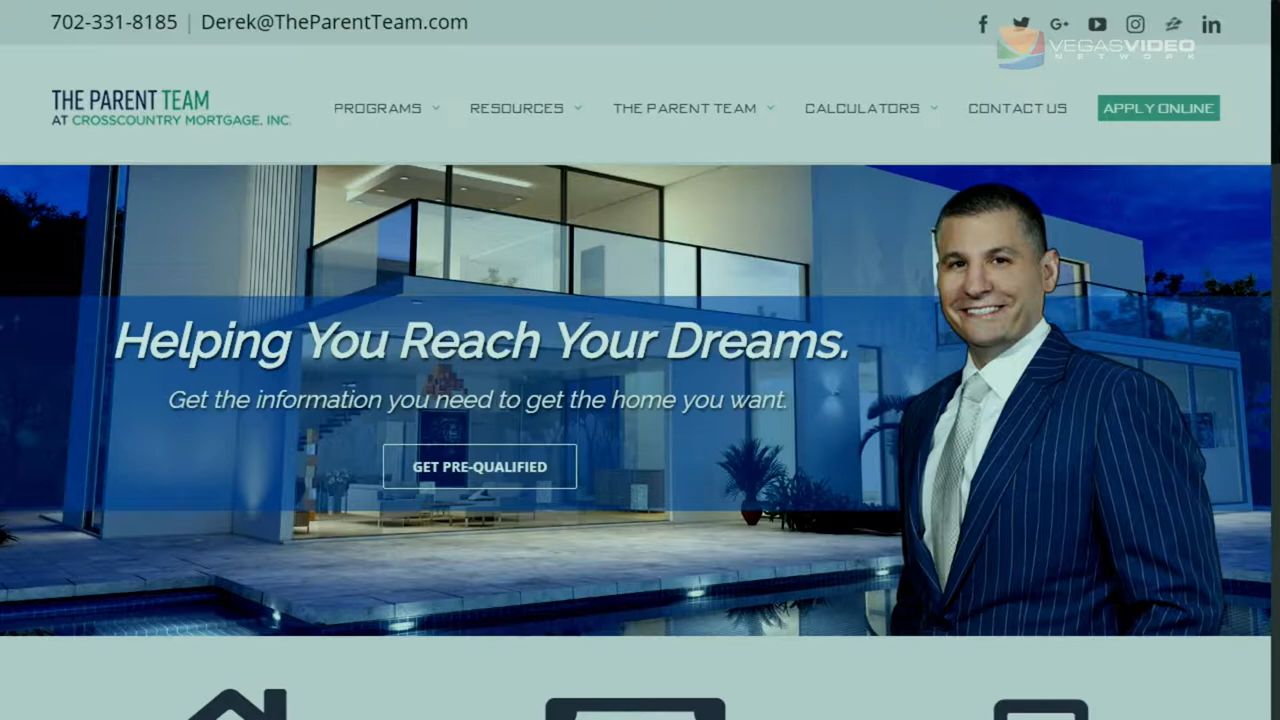 702-331-8185 | Derek@TheParentTeam.com
VEGASVIDEO
NETWORK
THE PARENT TEAM
AT CROSSCOUNTRY MORTGAGE, INC.
PROGRAMS
RESOURCES
THE PARENT TEAM
CALCULATORS
CONTACT US
APPLY ONLINE
Helping You Reach Your Dreams.
Get the information you need to get the home you want.
GET PRE-QUALIFIED